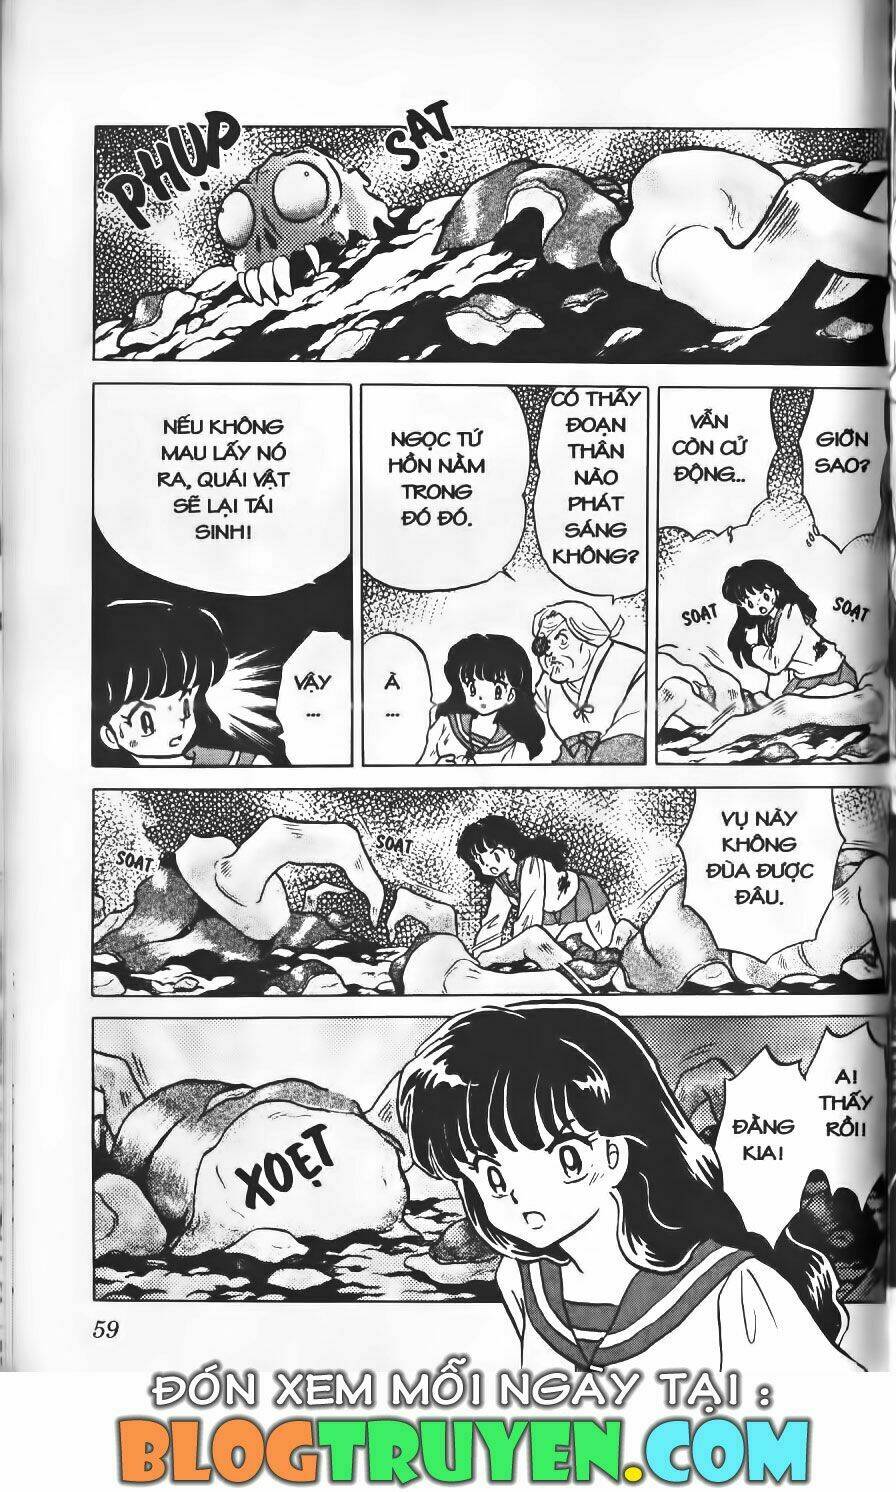 PHỤP
SẠT
GIỠN
SAO?
VẪN
CÒN CỬ
ĐỘNG...
SOẠT
SOẠT
CÓ THẤY
ĐOẠN
THÂN
NÀO
PHÁT
SÁNG
KHÔNG?
NGỌC TỨ
HỒN NẰM
TRONG
ĐÓ ĐÓ.
À
...
NẾU KHÔNG
MAU LẤY NÓ
RA, QUÁI VẬT
SẼ LẠI TÁI
SINH!
VẬY
...
VỤ NÀY
KHÔNG
ĐÙA ĐƯỢC
ĐÂU.
SOẠT
SOẠT
A!
THẤY
RỒI!
ĐẰNG
KIA!
XOẸT
59
ĐÓN XEM MỖI NGÀY TẠI :
BLOGTRUYEN.COM